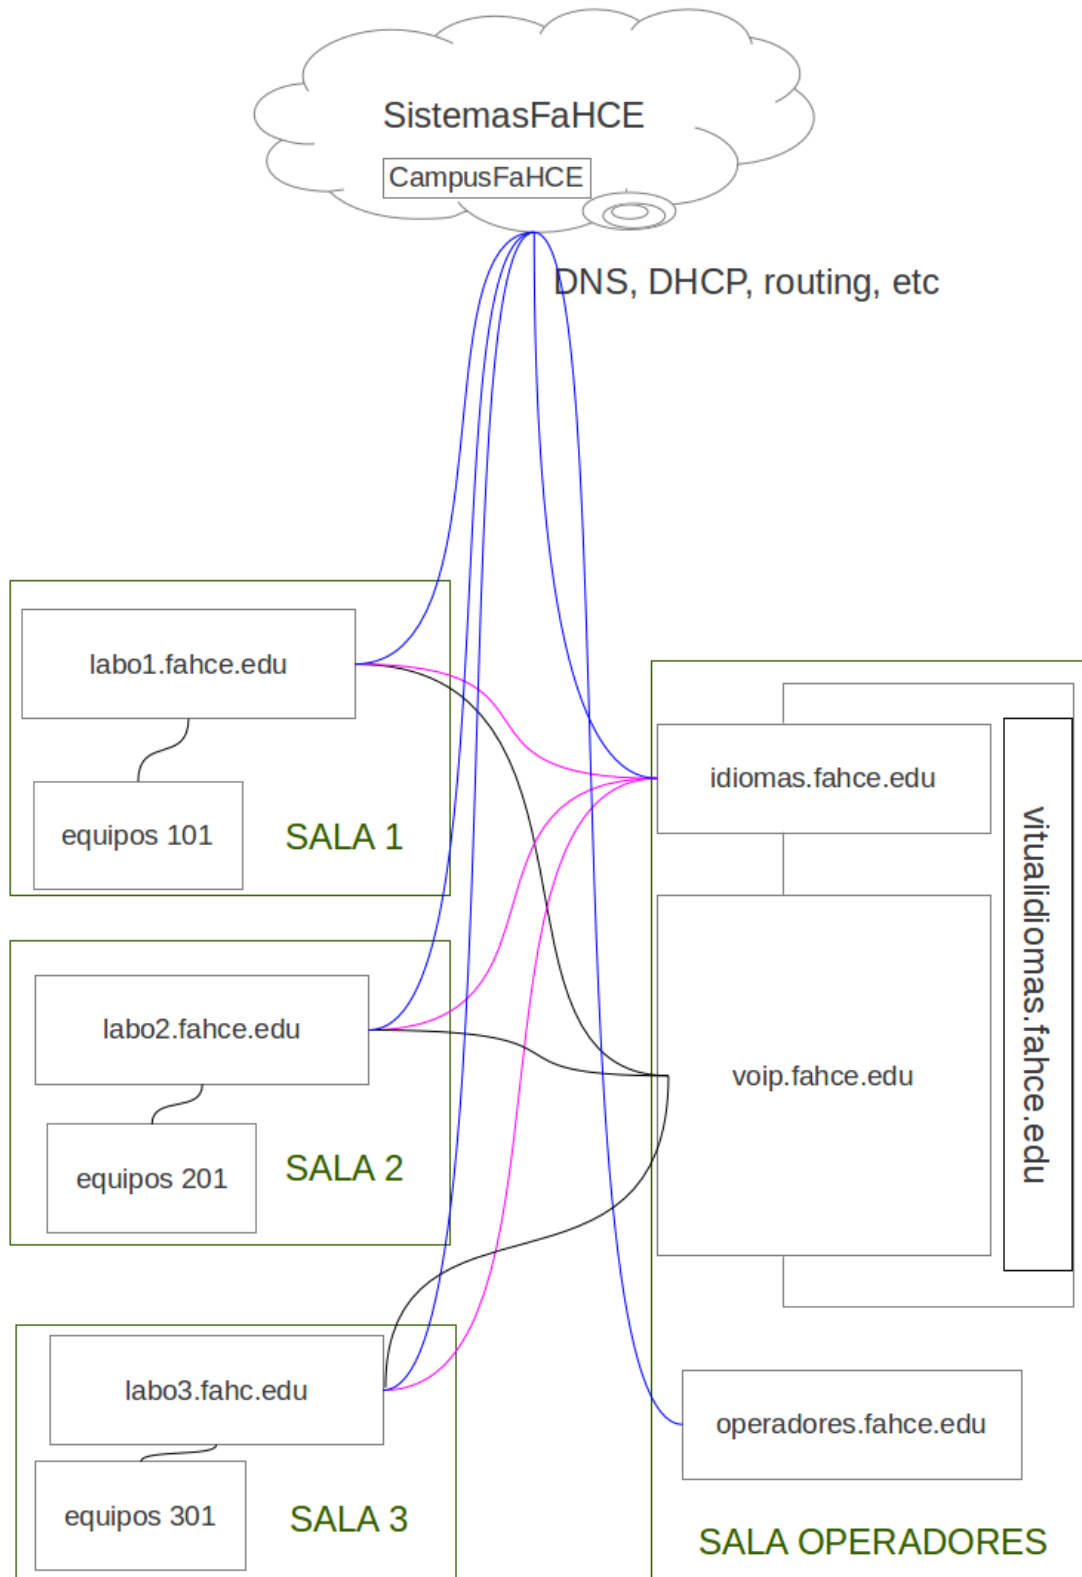 SistemasFaHCE
CampusFaHCE
DNS, DHCP, routing, etc
labo1.fahce.edu
equipos 101
SALA 1
labo2.fahce.edu
equipos 201
SALA 2
labo3.fahc.edu
equipos 301
SALA 3
idiomas.fahce.edu
voip.fahce.edu
vitualidiomas.fahce.edu
operadores.fahce.edu
SALA OPERADORES